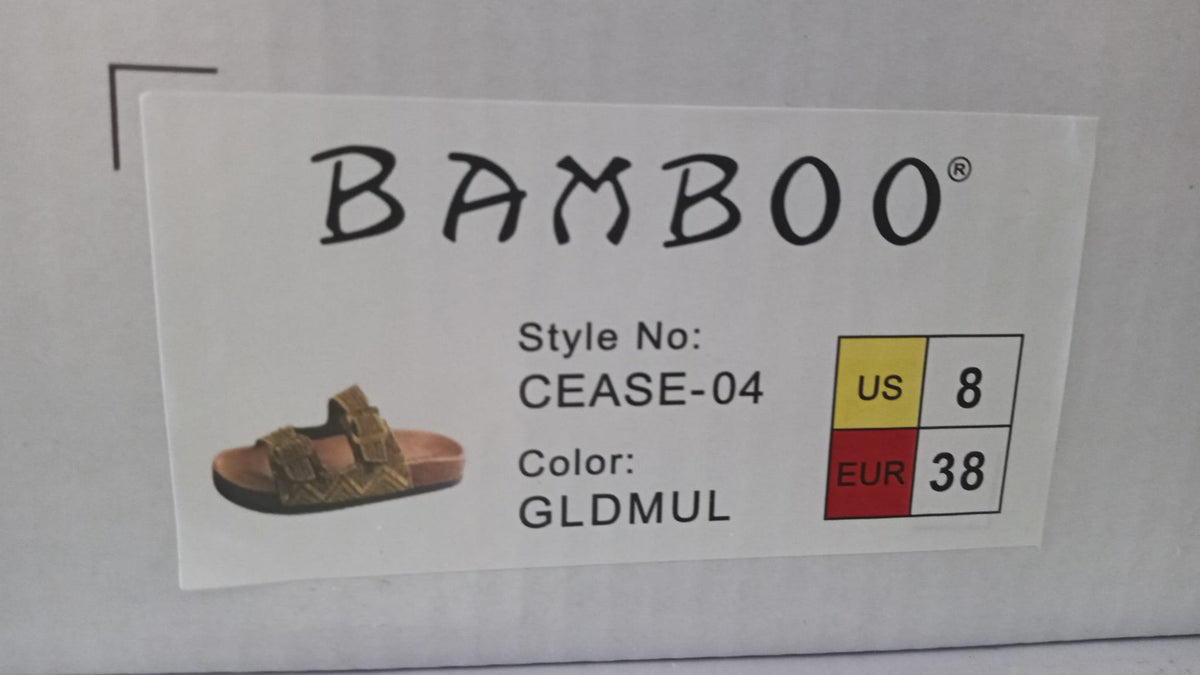 BAMBOO®
Style No:
CEASE-04
Color:
GLDMUL
US 8
EUR 38